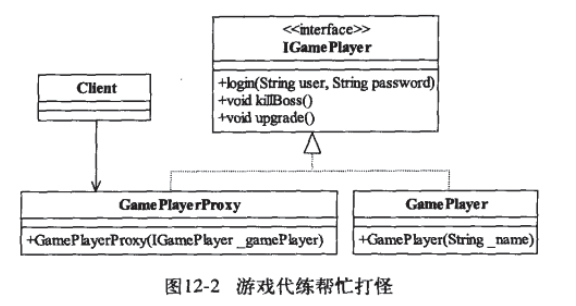 <<interface>>
IGamePlayer
+login(String user, String password)
+void killBoss()
+void upgrade()
Client
GamePlayerProxy
+GamePlayerProxy(IGamePlayer _gamePlayer)
GamePlayer
+GamePlayer(String _name)
图12-2 游戏代练帮忙打怪